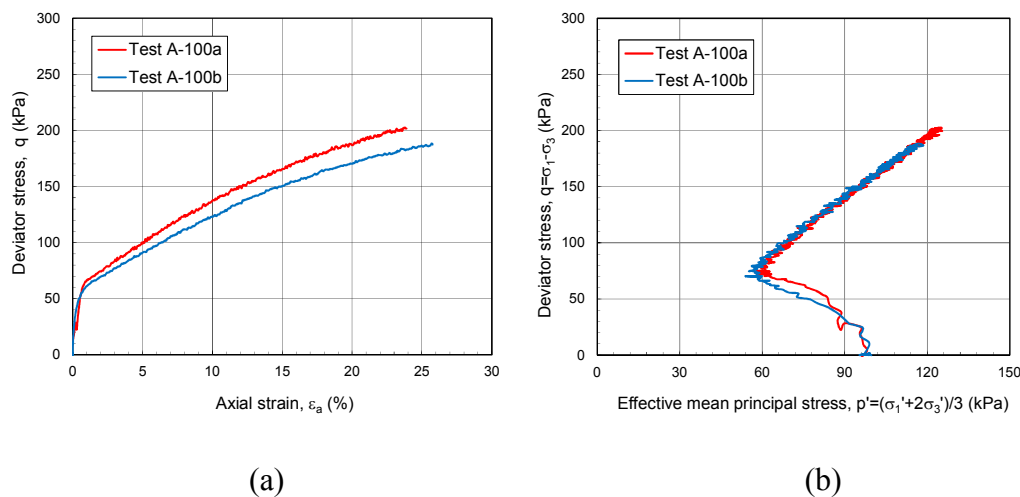 300
250
200
150
100
50
0
Deviator stress, q (kPa)
Test A-100a
Test A-100b
0 5 10 15 20 25 30
Axial strain, εa (%)
(a)
300
250
200
150
100
50
0
Deviator stress, q=σ1-σ3 (kPa)
Test A-100a
Test A-100b
0 30 60 90 120 150
Effective mean principal stress, p'=(σ1'+2σ3')/3 (kPa)
(b)